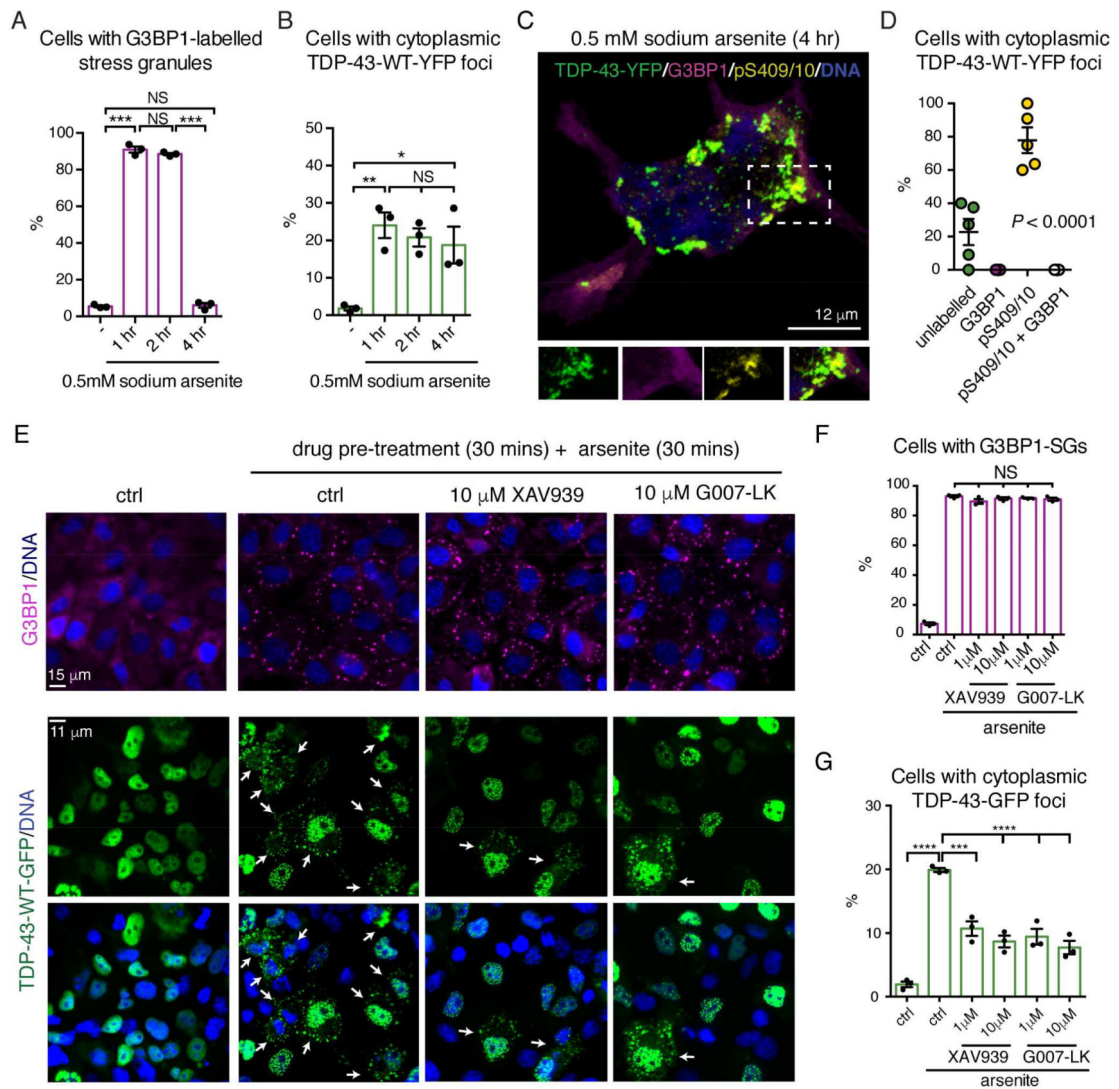 A
Cells with G3BP1-labelled
stress granules
NS
*** NS ***
100
80
60
40
20
0
%
- 1 hr 2 hr 4 hr
0.5mM sodium arsenite
B
Cells with cytoplasmic
TDP-43-WT-YFP foci
*
** NS
50
40
30
20
10
0
%
- 1 hr 2 hr 4 hr
0.5mM sodium arsenite
C
0.5 mM sodium arsenite (4 hr)
TDP-43-YFP/G3BP1/pS409/10/DNA
12 μm
D
Cells with cytoplasmic
TDP-43-WT-YFP foci
100
80
60
40
20
0
%
P < 0.0001
unlabelled
G3BP1
pS409/10
pS409/10 + G3BP1
E
drug pre-treatment (30 mins) + arsenite (30 mins)
ctrl ctrl 10 μM XAV939 10 μM G007-LK
G3BP1/DNA
15 μm
TDP-43-WT-GFP/DNA
11 μm
F
Cells with G3BP1-SGs
NS
100
80
60
40
20
0
%
ctrl ctrl 1μM 10μM 1μM 10μM
XAV939 G007-LK
arsenite
G
Cells with cytoplasmic
TDP-43-GFP foci
****
**** ***
30
20
10
0
%
ctrl ctrl 1μM 10μM 1μM 10μM
XAV939 G007-LK
arsenite